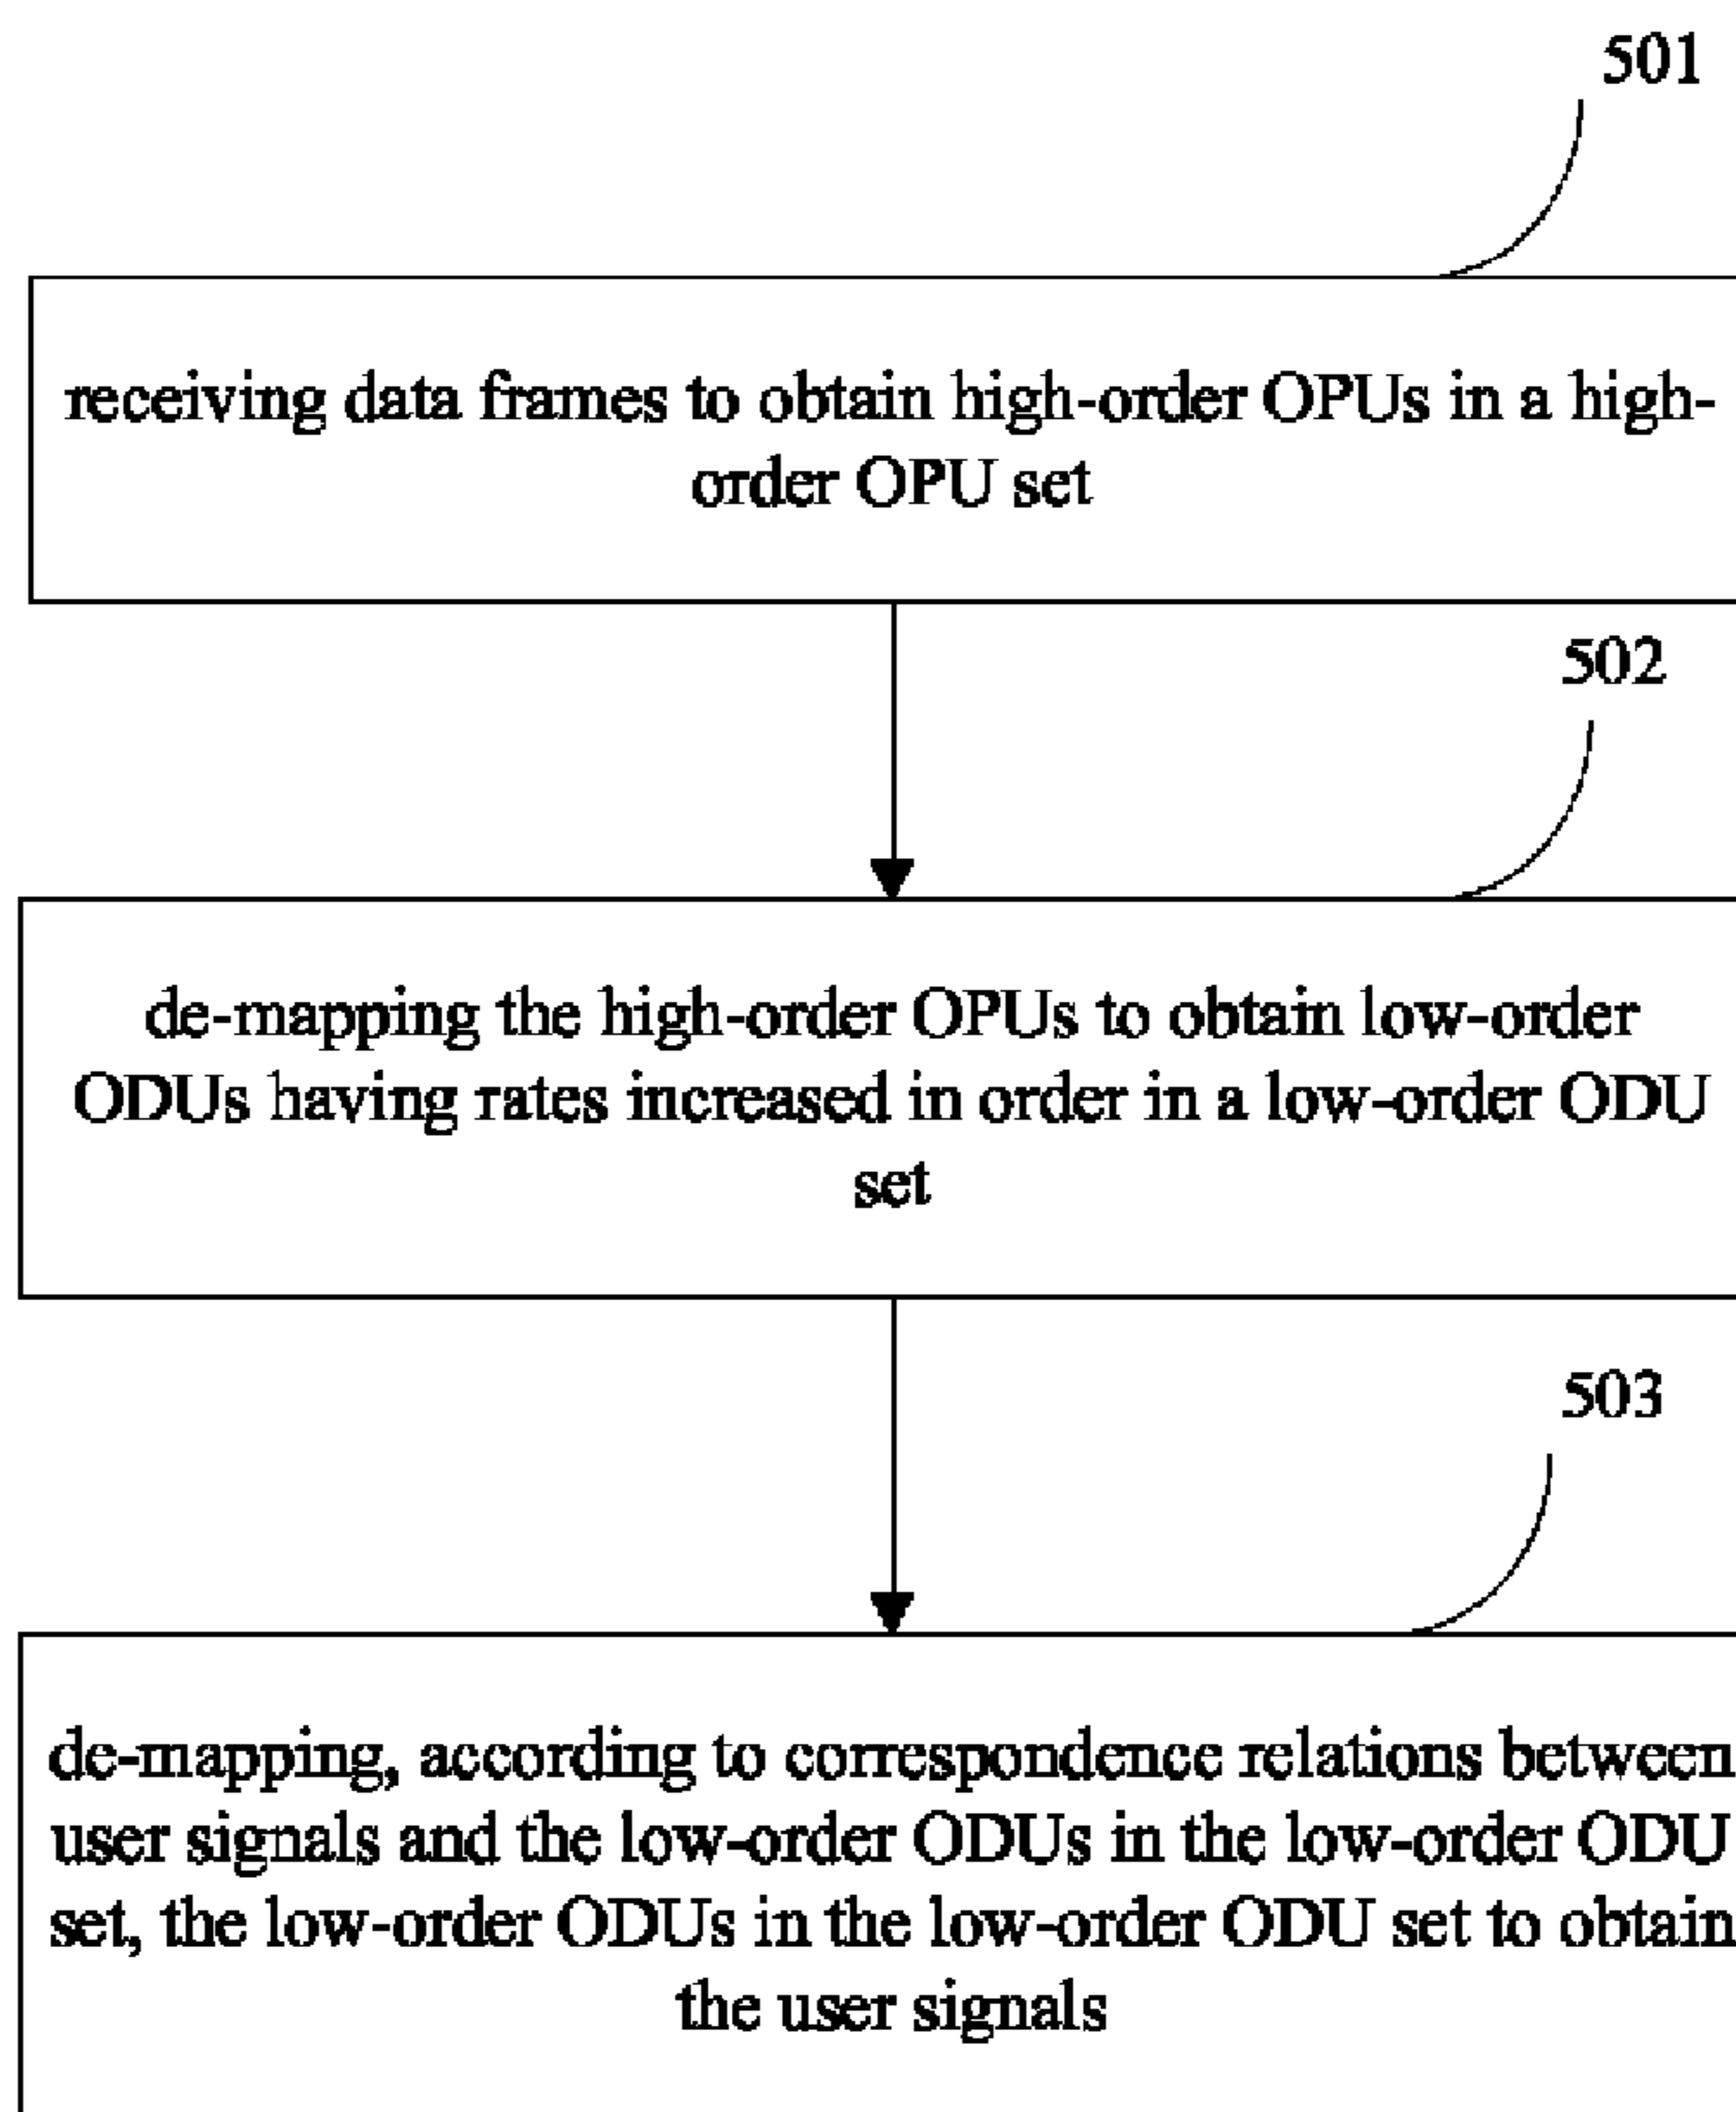 501
receiving data frames to obtain high-order OPUs in a high-
order OPU set
502
de-mapping the high-order OPUs to obtain low-order
ODUs having rates increased in order in a low-order ODU
set
503
de-mapping, according to correspondence relations between
user signals and the low-order ODUs in the low-order ODU
set, the low-order ODUs in the low-order ODU set to obtain
the user signals